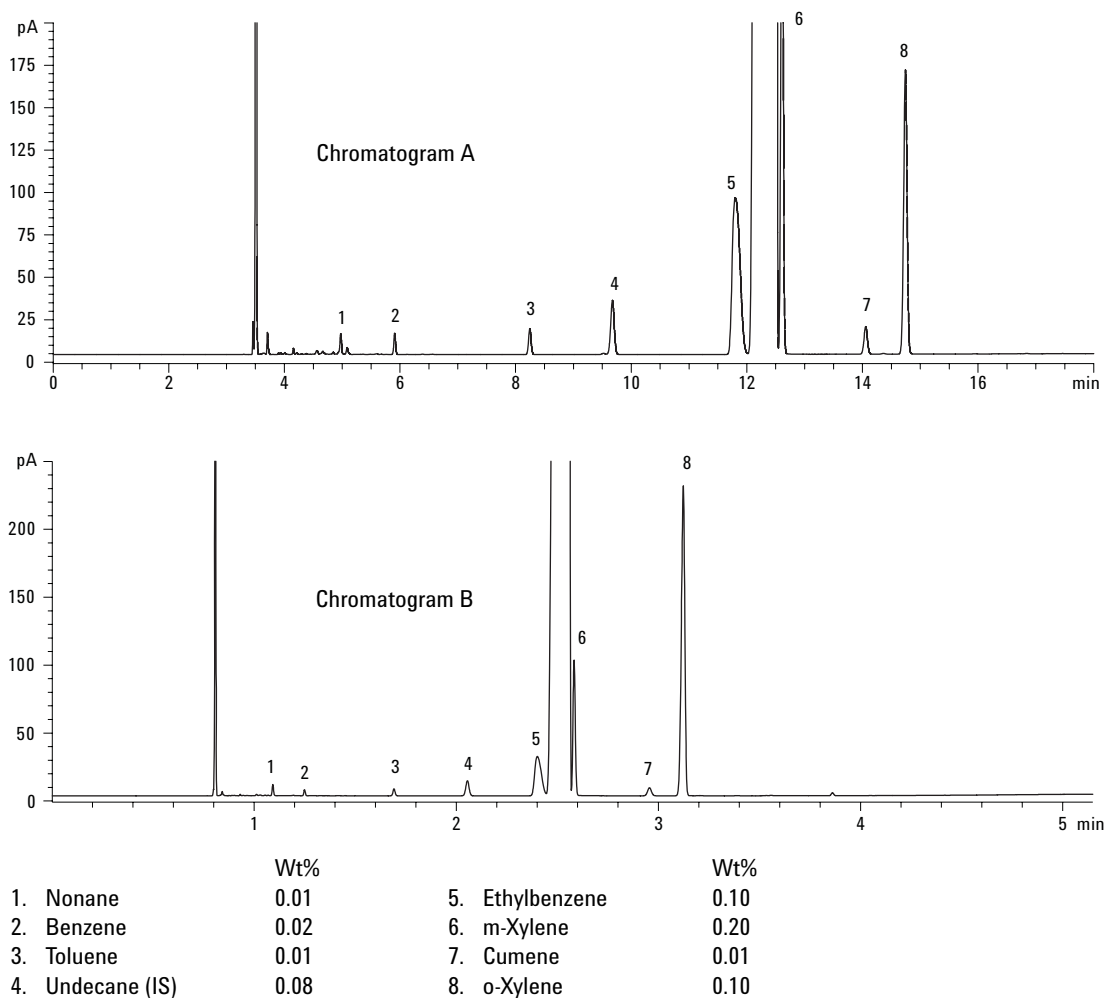 pA
175
150
125
100
75
50
25
0
Chromatogram A
1
2
3
4
5
6
7
8
0 2 4 6 8 10 12 14 16 min
pA
200
150
100
50
0
Chromatogram B
1
2
3
4
5
6
7
8
1 2 3 4 5 min
Wt% Wt%
1. Nonane 0.01 5. Ethylbenzene 0.10
2. Benzene 0.02 6. m-Xylene 0.20
3. Toluene 0.01 7. Cumene 0.01
4. Undecane (IS) 0.08 8. o-Xylene 0.10